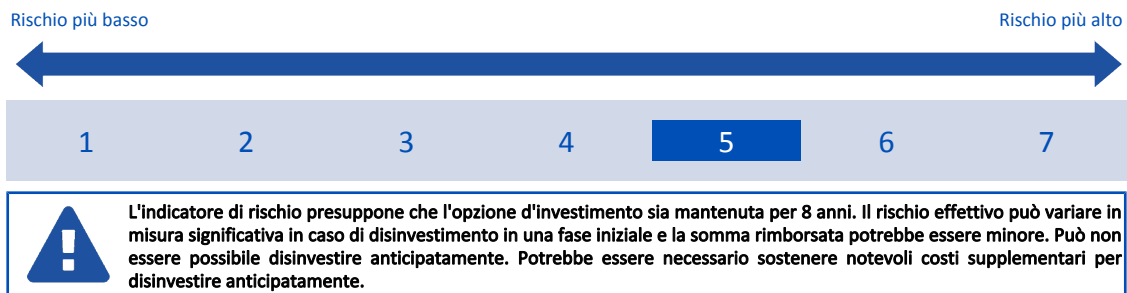 Rischio più basso Rischio più alto
1 2 3 4 5 6 7
L'indicatore di rischio presuppone che l'opzione d'investimento sia mantenuta per 8 anni. Il rischio effettivo può variare in
misura significativa in caso di disinvestimento in una fase iniziale e la somma rimborsata potrebbe essere minore. Può non
essere possibile disinvestire anticipatamente. Potrebbe essere necessario sostenere notevoli costi supplementari per
disinvestire anticipatamente.